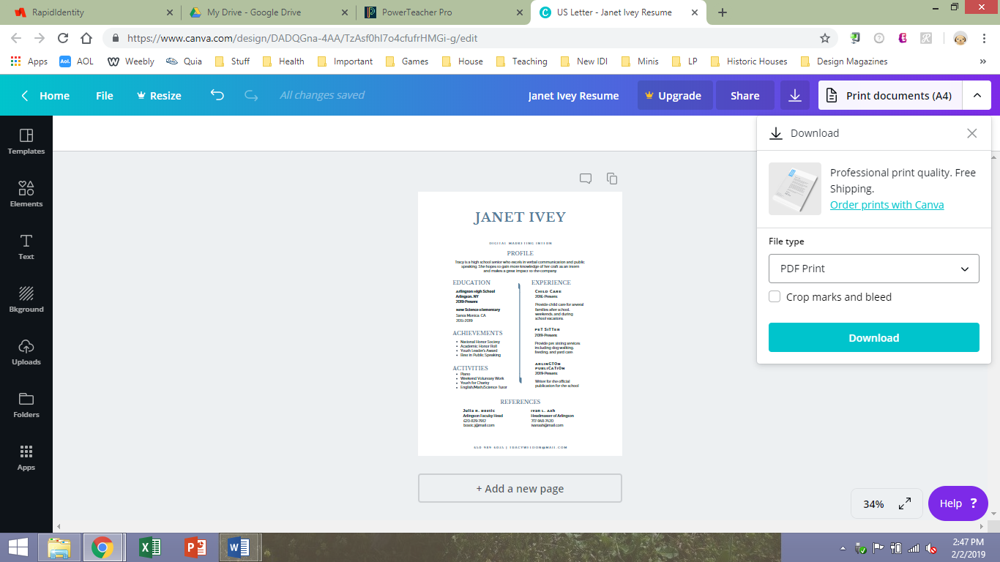 RapidIdentity
My Drive - Google Drive
PowerTeacher Pro
US Letter - Janet Ivey Resume
https://www.canva.com/design/DADQGna-4AA/TzAsf0hI7o4cfufrHMGi-g/edit
Apps
AOL
Weebly
Quia
Stuff
Health
Important
Games
House
Teaching
New IDI
Minis
LP
Historic Houses
Design Magazines
Home
File
Resize
All changes saved
Janet Ivey Resume
Upgrade
Share
Print documents (A4)
Templates
Elements
Text
Bkground
Uploads
Folders
Apps
JANET IVEY
DIGITAL MARKETING INTERN
PROFILE
Tracy is a high school senior who excels in verbal communication and public
speaking. She hopes to gain more knowledge of her craft as an intern
and makes a great impact to the company.
EDUCATION
Arlington High School
Arlington, NY
2019-Present
New Science Elementary
Santa Monica, CA
2013-2019
ACHIEVEMENTS
National Honor Society
Academic Honor Roll
Youth Leader's Award
Best in Public Speaking
ACTIVITIES
Piano
Weekend Voluntary Work
Youth for Charity
English/Math/Science Tutor
EXPERIENCE
CHILD CARE
2016-Present
Provide child care for several
families after school,
weekends, and during
school vacations.
PET SITTER
2019-Present
Provide pet sitting services
including dog walking,
feeding, and yard care
ARLINGTON
PUBLICATION
2019-Present
Writer for the official
publication for the school
REFERENCES
Julia H. Bostic
Arlington Faculty Head
620-829-7912
bostic.j@mail.com
Ivan L. Ash
Headmaster of Arlington
717-948-7420
ivanash@mail.com
+ Add a new page
Download
Professional print quality. Free
Shipping.
Order prints with Canva
File type
PDF Print
Crop marks and bleed
Download
34%
Help ?
2:47 PM
2/2/2019